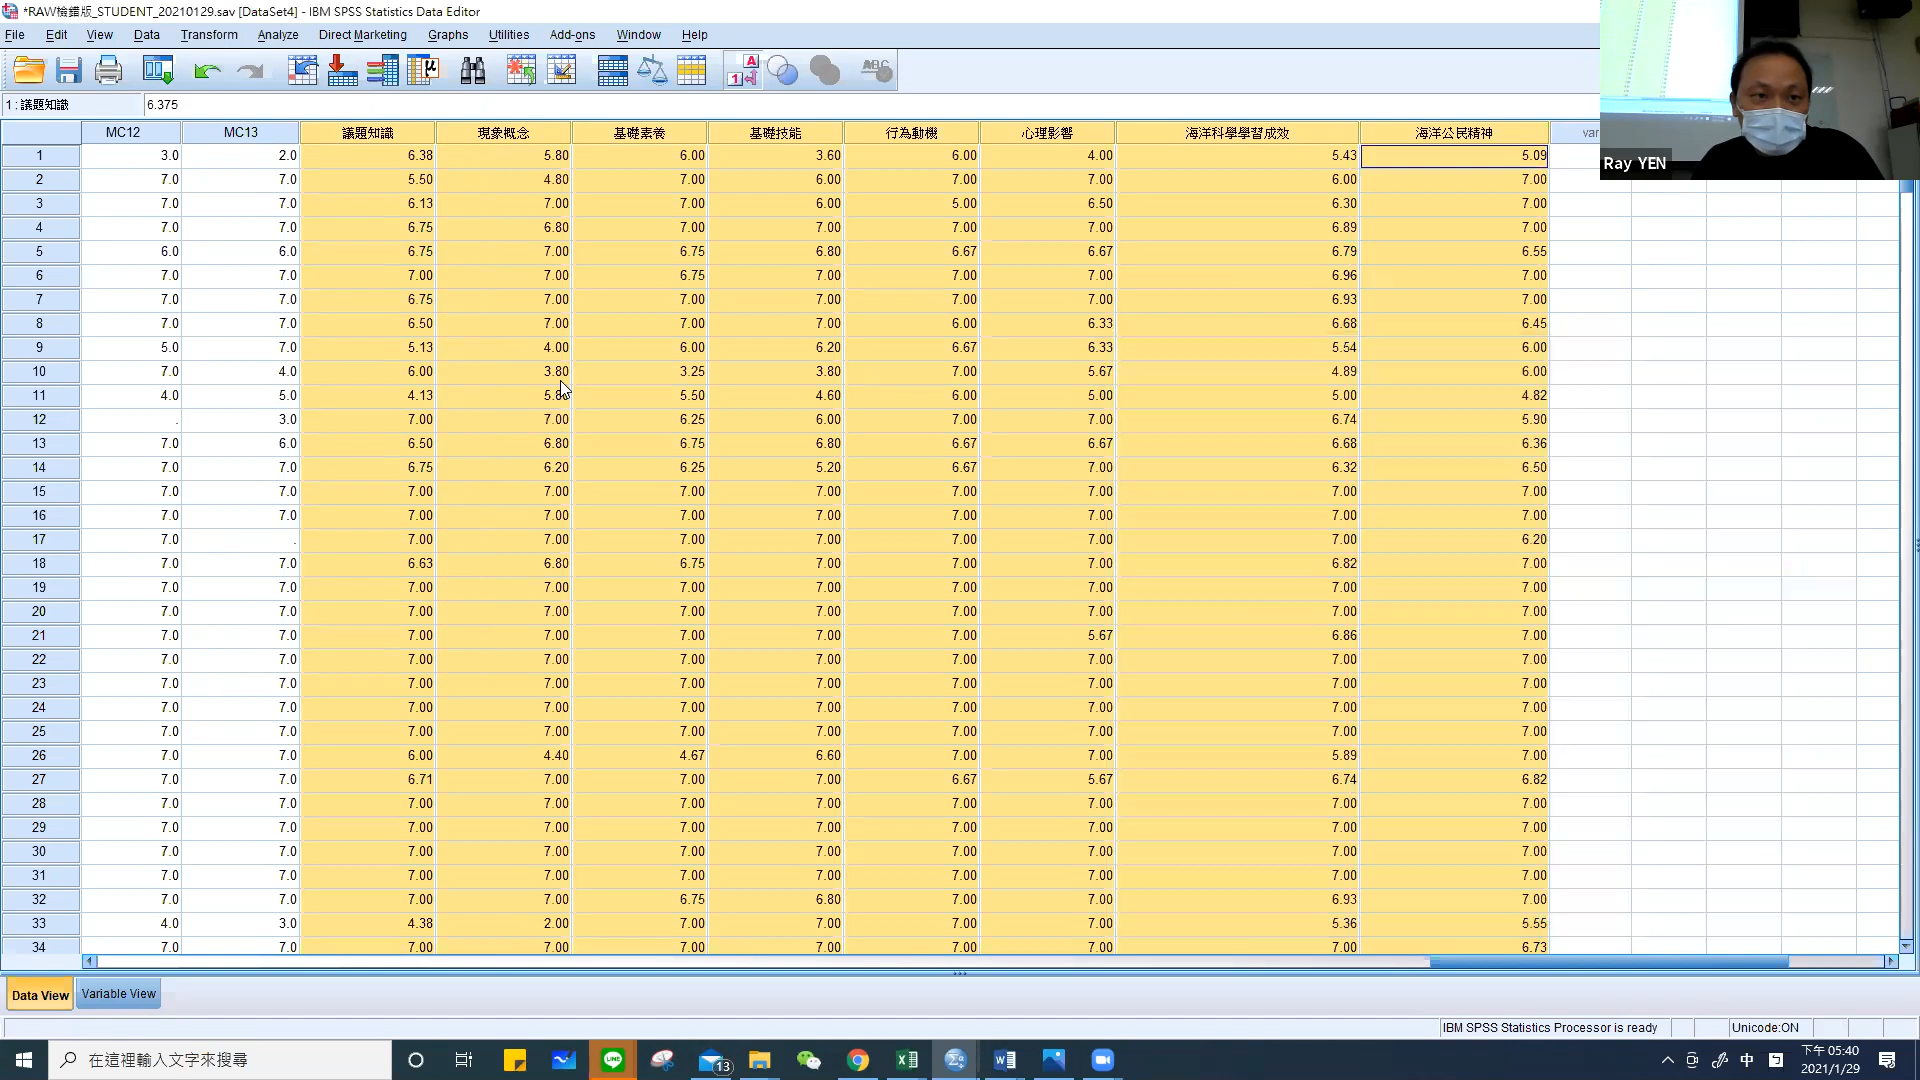 *RAW檢錯版_STUDENT_20210129.sav [DataSet4] - IBM SPSS Statistics Data Editor
File Edit View Data Transform Analyze Direct Marketing Graphs Utilities Add-ons Window Help
1 : 議題知識 6.375
MC12 MC13 議題知識 現象概念 基礎素養 基礎技能 行為動機 心理影響 海洋科學學習成效 海洋公民精神 var
1 3.0 2.0 6.38 5.80 6.00 3.60 6.00 4.00 5.43 5.09
Ray YEN
2 7.0 7.0 5.50 4.80 7.00 6.00 7.00 7.00 6.00 7.00
3 7.0 7.0 6.13 7.00 7.00 6.00 5.00 6.50 6.30 7.00
4 7.0 7.0 6.75 6.80 7.00 7.00 7.00 7.00 6.89 7.00
5 6.0 6.0 6.75 7.00 6.75 6.80 6.67 6.67 6.79 6.55
6 7.0 7.0 7.00 7.00 6.75 7.00 7.00 7.00 6.96 7.00
7 7.0 7.0 6.75 7.00 7.00 7.00 7.00 7.00 6.93 7.00
8 7.0 7.0 6.50 7.00 7.00 7.00 6.00 6.33 6.68 6.45
9 5.0 7.0 5.13 4.00 6.00 6.20 6.67 6.33 5.54 6.00
10 7.0 4.0 6.00 3.80 3.25 3.80 7.00 5.67 4.89 6.00
11 4.0 5.0 4.13 5.80 5.50 4.60 6.00 5.00 5.00 4.82
12 . 3.0 7.00 7.00 6.25 6.00 7.00 7.00 6.74 5.90
13 7.0 6.0 6.50 6.80 6.75 6.80 6.67 6.67 6.68 6.36
14 7.0 7.0 6.75 6.20 6.25 5.20 6.67 7.00 6.32 6.50
15 7.0 7.0 7.00 7.00 7.00 7.00 7.00 7.00 7.00 7.00
16 7.0 7.0 7.00 7.00 7.00 7.00 7.00 7.00 7.00 7.00
17 7.0 . 7.00 7.00 7.00 7.00 7.00 7.00 7.00 6.20
18 7.0 7.0 6.63 6.80 6.75 7.00 7.00 7.00 6.82 7.00
19 7.0 7.0 7.00 7.00 7.00 7.00 7.00 7.00 7.00 7.00
20 7.0 7.0 7.00 7.00 7.00 7.00 7.00 7.00 7.00 7.00
21 7.0 7.0 7.00 7.00 7.00 7.00 7.00 5.67 6.86 7.00
22 7.0 7.0 7.00 7.00 7.00 7.00 7.00 7.00 7.00 7.00
23 7.0 7.0 7.00 7.00 7.00 7.00 7.00 7.00 7.00 7.00
24 7.0 7.0 7.00 7.00 7.00 7.00 7.00 7.00 7.00 7.00
25 7.0 7.0 7.00 7.00 7.00 7.00 7.00 7.00 7.00 7.00
26 7.0 7.0 6.00 4.40 4.67 6.60 7.00 7.00 5.89 7.00
27 7.0 7.0 6.71 7.00 7.00 7.00 6.67 5.67 6.74 6.82
28 7.0 7.0 7.00 7.00 7.00 7.00 7.00 7.00 7.00 7.00
29 7.0 7.0 7.00 7.00 7.00 7.00 7.00 7.00 7.00 7.00
30 7.0 7.0 7.00 7.00 7.00 7.00 7.00 7.00 7.00 7.00
31 7.0 7.0 7.00 7.00 7.00 7.00 7.00 7.00 7.00 7.00
32 7.0 7.0 7.00 7.00 6.75 6.80 7.00 7.00 6.93 7.00
33 4.0 3.0 4.38 2.00 7.00 7.00 7.00 7.00 5.36 5.55
34 7.0 7.0 7.00 7.00 7.00 7.00 7.00 7.00 7.00 6.73
Data View Variable View
IBM SPSS Statistics Processor is ready Unicode:ON
在這裡輸入文字來搜尋 13 中 下午 05:40
2021/1/29